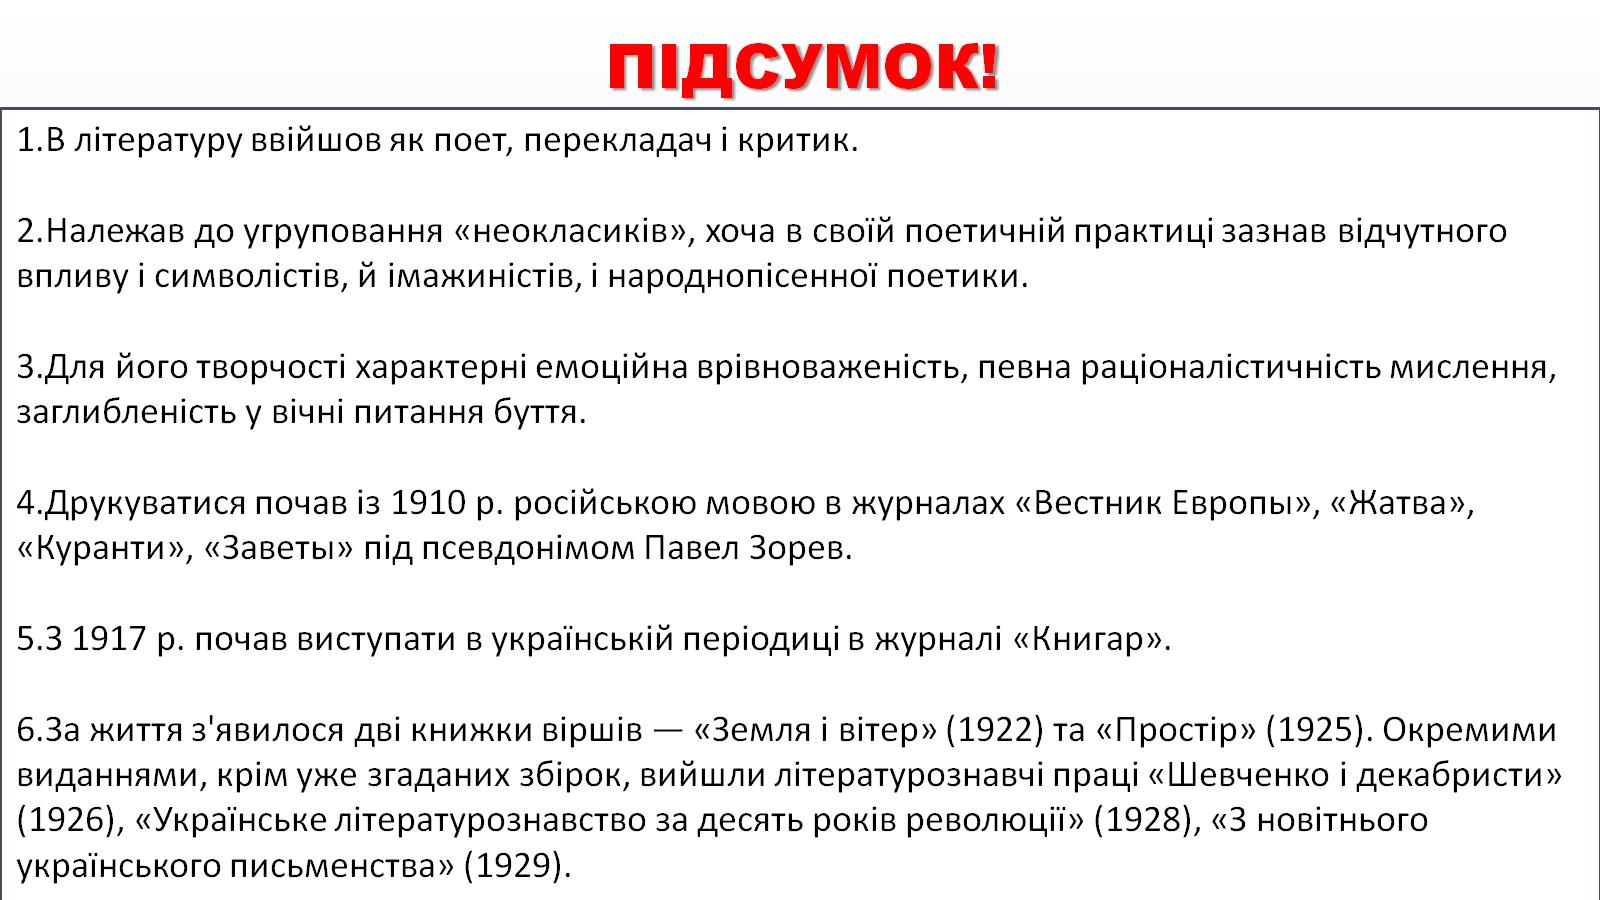 ПІДСУМОК!
1.В літературу ввійшов як поет, перекладач і критик.
2.Належав до угруповання «неокласиків», хоча в своїй поетичній практиці зазнав відчутного
впливу і символістів, й імажиністів, і народнопісенної поетики.
3.Для його творчості характерні емоційна врівноваженість, певна раціоналістичність мислення,
заглибленість у вічні питання буття.
4.Друкуватися почав із 1910 р. російською мовою в журналах «Вестник Европы», «Жатва»,
«Куранти», «Заветы» під псевдонімом Павел Зорев.
5.З 1917 р. почав виступати в українській періодиці в журналі «Книгар».
6.За життя з'явилося дві книжки віршів — «Земля і вітер» (1922) та «Простір» (1925). Окремими
виданнями, крім уже згаданих збірок, вийшли літературознавчі праці «Шевченко і декабристи»
(1926), «Українське літературознавство за десять років революції» (1928), «З новітнього
українського письменства» (1929).